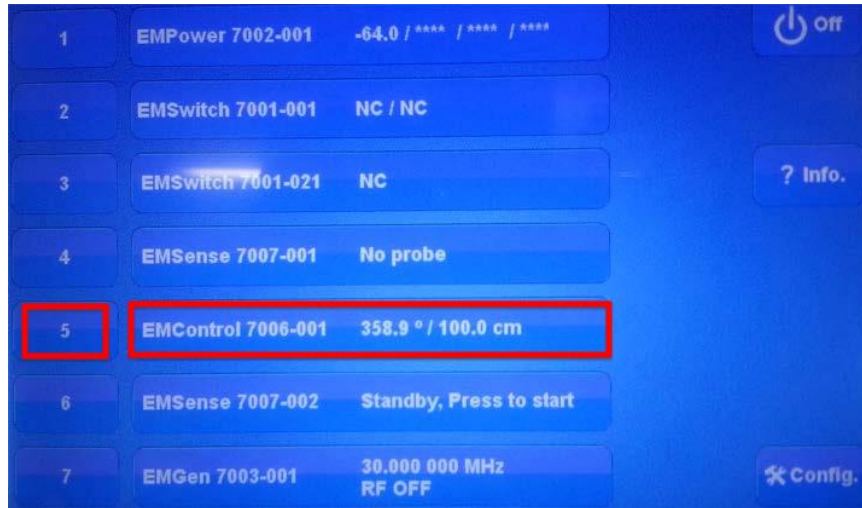 1 EMPower 7002-001 -64.0 / **** / **** / ****
Off
2 EMSwitch 7001-001 NC / NC
3 EMSwitch 7001-021 NC
? Info.
4 EMSense 7007-001 No probe
5 EMControl 7006-001 358.9 º / 100.0 cm
6 EMSense 7007-002 Standby, Press to start
7 EMGen 7003-001 30.000 000 MHz
RF OFF
Config.